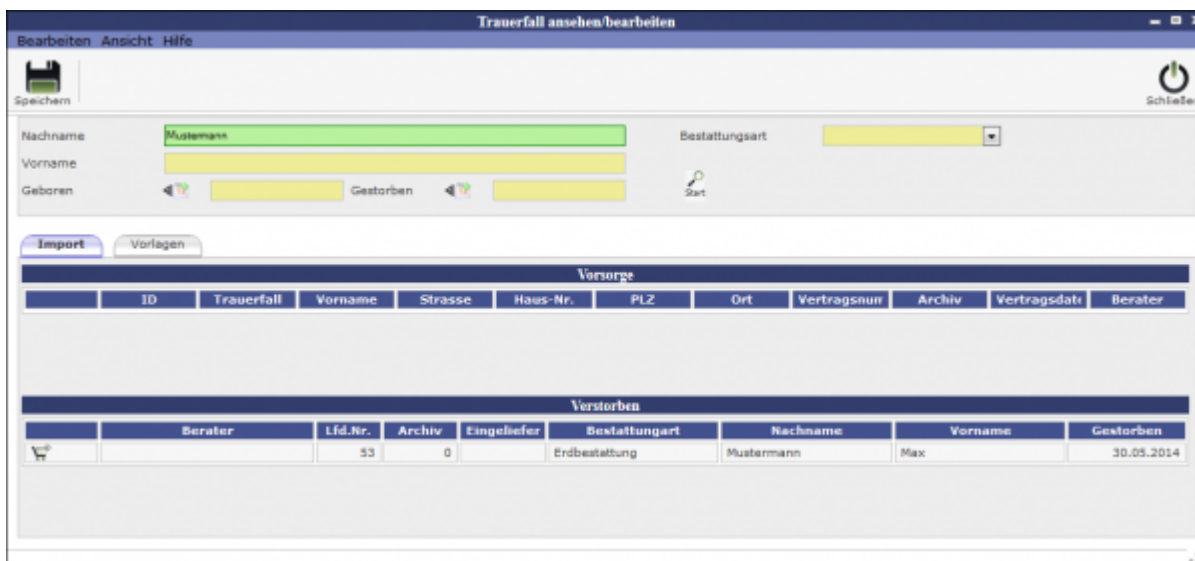 Trauerfall ansehen/bearbeiten
Bearbeiten Ansicht Hilfe
Speichern
Schließe
Nachname Mustermann Bestattungsart
Vorname
Geboren Gestorben Start
Import Vorlagen
Vorsorge
ID Trauerfall Vorname Strasse Haus-Nr. PLZ Ort Vertragsnum Archiv Vertragsdat Berater
Verstorben
Berater Lfd.Nr. Archiv Eingeliefer Bestattungart Nachname Vorname Gestorben
53 0 Erdbestattung Mustermann Max 30.05.2014